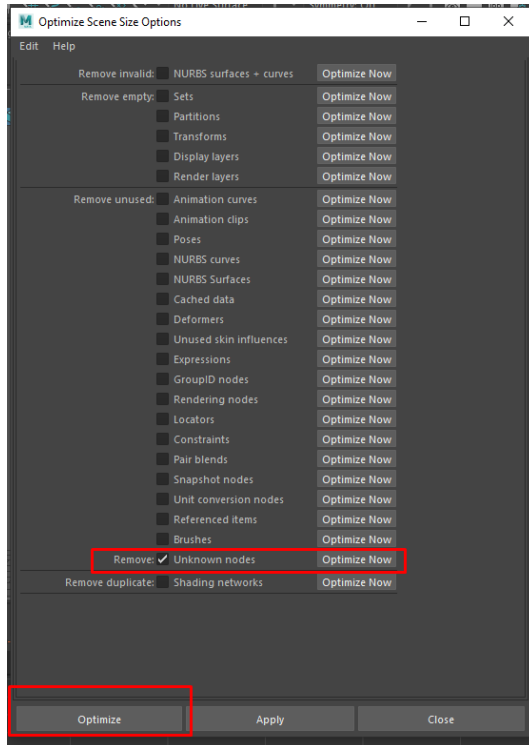 Optimize Scene Size Options
Edit Help
Remove invalid: NURBS surfaces + curves Optimize Now
Remove empty: Sets Optimize Now
Partitions Optimize Now
Transforms Optimize Now
Display layers Optimize Now
Render layers Optimize Now
Remove unused: Animation curves Optimize Now
Animation clips Optimize Now
Poses Optimize Now
NURBS curves Optimize Now
NURBS Surfaces Optimize Now
Cached data Optimize Now
Deformers Optimize Now
Unused skin influences Optimize Now
Expressions Optimize Now
GroupID nodes Optimize Now
Rendering nodes Optimize Now
Locators Optimize Now
Constraints Optimize Now
Pair blends Optimize Now
Snapshot nodes Optimize Now
Unit conversion nodes Optimize Now
Referenced items Optimize Now
Brushes Optimize Now
Remove: Unknown nodes Optimize Now
Remove duplicate: Shading networks Optimize Now
Optimize Apply Close